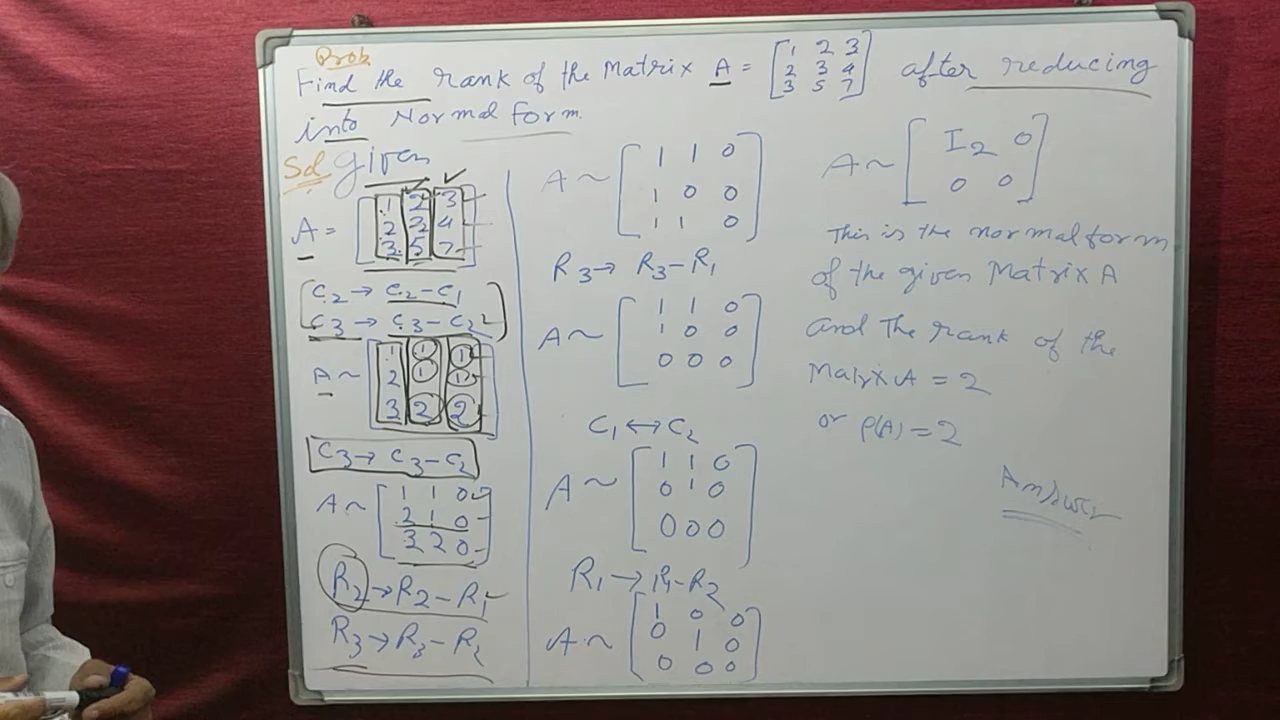 Prob
Find the rank of the Matrix A = [1 2 3
2 3 4
3 5 7] after reducing
into Normal form.
Sol given
A = [1 2 3
2 3 4
3 5 7]
C2 → C2 - C1
C3 → C3 - C2
A ~ [1 1 1
2 1 1
3 2 2]
C3 → C3 - C2
A ~ [1 1 0
2 1 0
3 2 0]
R2 → R2 - R1
R3 → R3 - R2
A ~ [1 1 0
1 0 0
1 1 0]
R3 → R3 - R1
A ~ [1 1 0
1 0 0
0 0 0]
C1 ↔ C2
A ~ [1 1 0
0 1 0
0 0 0]
R1 → R1 - R2
A ~ [1 0 0
0 1 0
0 0 0]
A ~ [I2 0
0 0]
This is the normal form
of the given Matrix A
and the rank of the
Matrix A = 2
or ρ(A) = 2
Answer